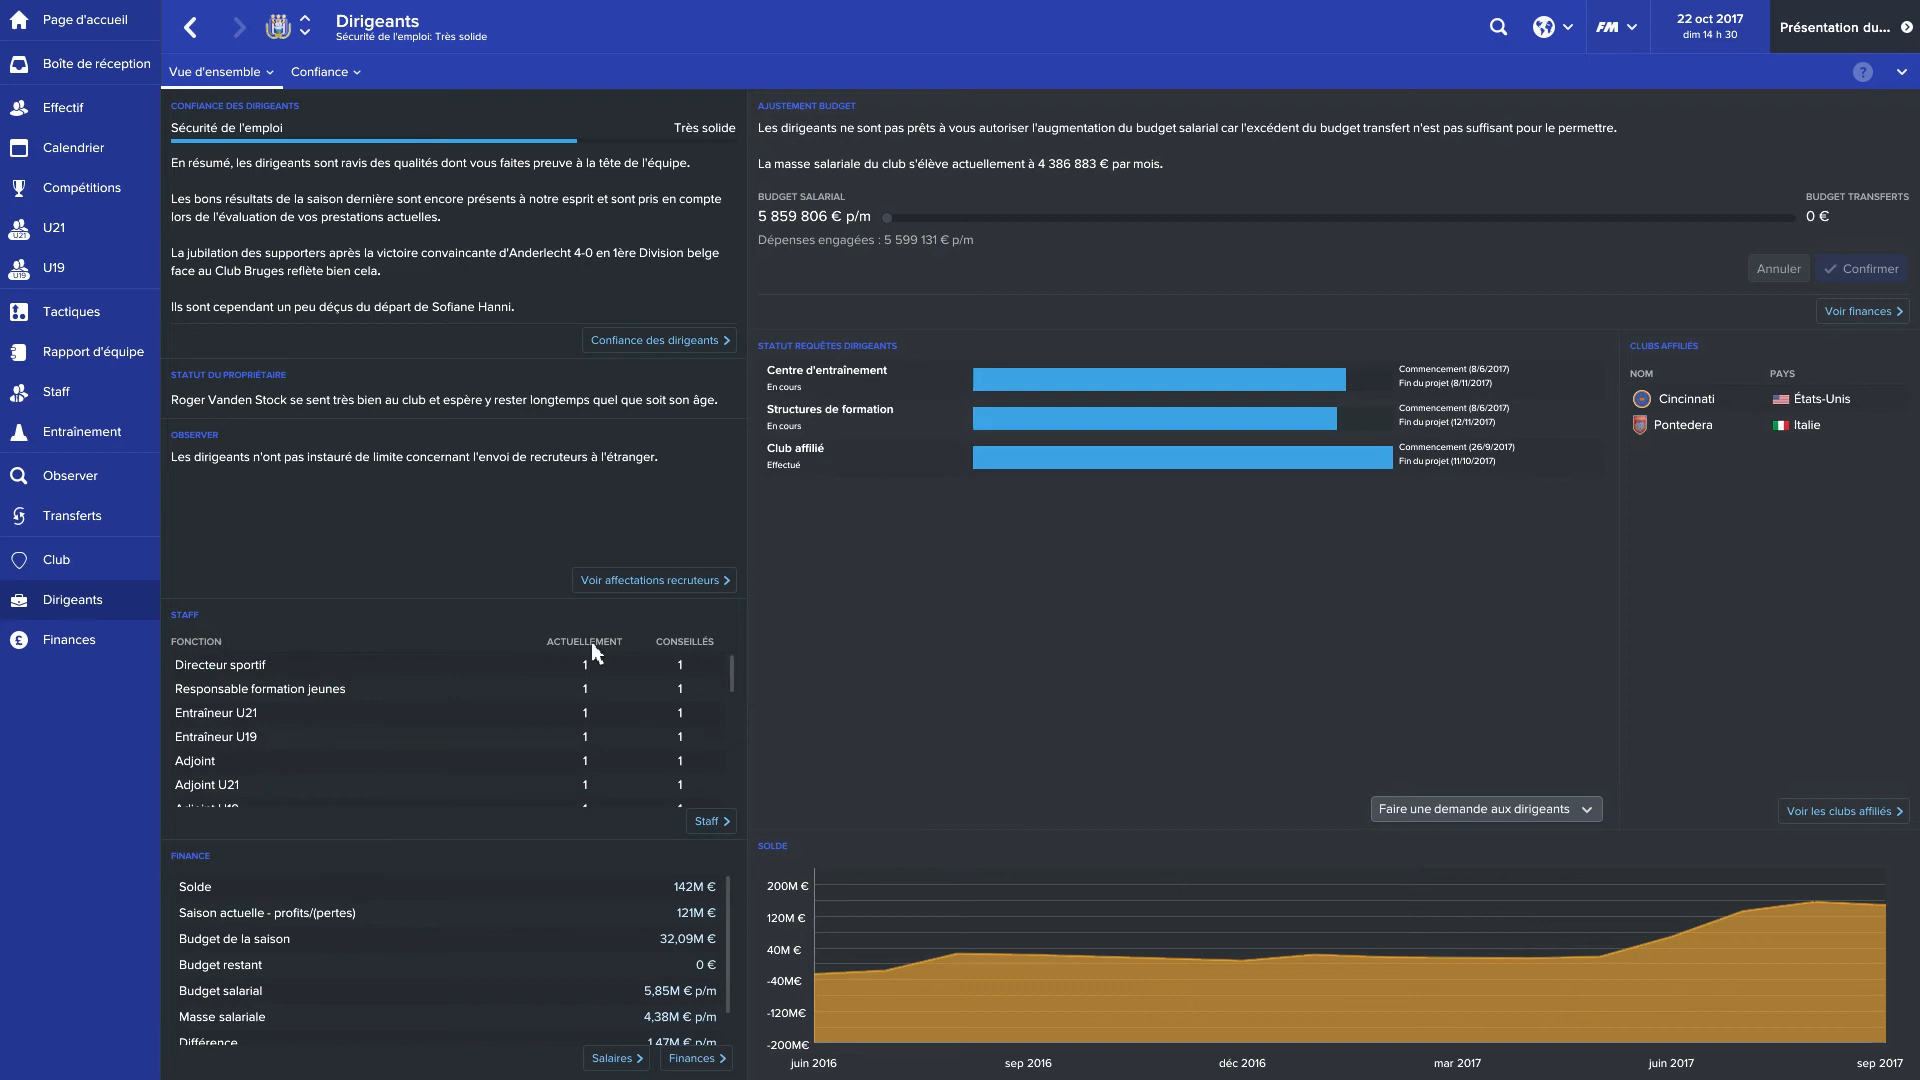 Page d'accueil
Boîte de réception
Effectif
Calendrier
Compétitions
U21
U21
U19
U19
Tactiques
Rapport d'équipe
Staff
Entraînement
Observer
Transferts
Club
Dirigeants
Finances
Dirigeants
Sécurité de l'emploi: Très solide
FM
22 oct 2017
dim 14 h 30
Présentation du...
Vue d'ensemble
Confiance
?
CONFIANCE DES DIRIGEANTS
Sécurité de l'emploi Très solide
En résumé, les dirigeants sont ravis des qualités dont vous faites preuve à la tête de l'équipe.
Les bons résultats de la saison dernière sont encore présents à notre esprit et sont pris en compte
lors de l'évaluation de vos prestations actuelles.
La jubilation des supporters après la victoire convaincante d'Anderlecht 4-0 en 1ère Division belge
face au Club Bruges reflète bien cela.
Ils sont cependant un peu déçus du départ de Sofiane Hanni.
Confiance des dirigeants
STATUT DU PROPRIÉTAIRE
Roger Vanden Stock se sent très bien au club et espère y rester longtemps quel que soit son âge.
OBSERVER
Les dirigeants n'ont pas instauré de limite concernant l'envoi de recruteurs à l'étranger.
Voir affectations recruteurs
STAFF
FONCTION ACTUELLEMENT CONSEILLÉS
Directeur sportif 1 1
Responsable formation jeunes 1 1
Entraîneur U21 1 1
Entraîneur U19 1 1
Adjoint 1 1
Adjoint U21 1 1
Adjoint U19 1 1
Staff
FINANCE
Solde 142M €
Saison actuelle - profits/(pertes) 121M €
Budget de la saison 32,09M €
Budget restant 0 €
Budget salarial 5,85M € p/m
Masse salariale 4,38M € p/m
Différence 1,47M € p/m
Salaires
Finances
AJUSTEMENT BUDGET
Les dirigeants ne sont pas prêts à vous autoriser l'augmentation du budget salarial car l'excédent du budget transfert n'est pas suffisant pour le permettre.
La masse salariale du club s'élève actuellement à 4 386 883 € par mois.
BUDGET SALARIAL BUDGET TRANSFERTS
5 859 806 € p/m 0 €
Dépenses engagées : 5 599 131 € p/m
Annuler
Confirmer
Voir finances
STATUT REQUÊTES DIRIGEANTS
Centre d'entraînement
En cours
Commencement (8/6/2017)
Fin du projet (8/11/2017)
Structures de formation
En cours
Commencement (8/6/2017)
Fin du projet (12/11/2017)
Club affilié
Effectué
Commencement (26/9/2017)
Fin du projet (11/10/2017)
Faire une demande aux dirigeants
CLUBS AFFILIÉS
NOM PAYS
Cincinnati États-Unis
Pontedera Italie
Voir les clubs affiliés
SOLDE
200M €
120M €
40M €
-40M€
-120M€
-200M€
juin 2016 sep 2016 déc 2016 mar 2017 juin 2017 sep 2017